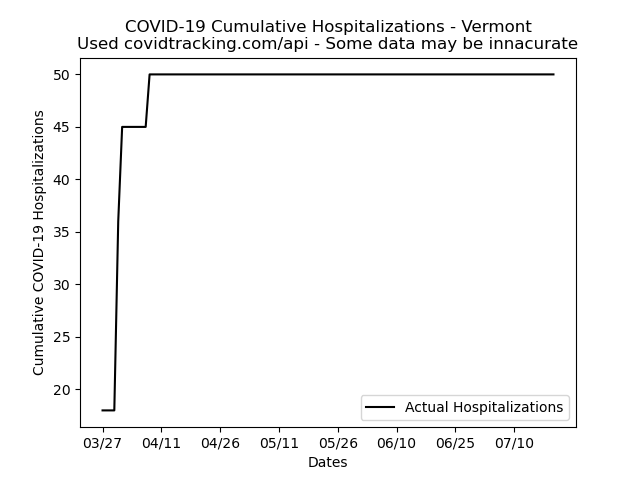 COVID-19 Cumulative Hospitalizations - Vermont
Used covidtracking.com/api - Some data may be innacurate
Cumulative COVID-19 Hospitalizations
50
45
40
35
30
25
20
Actual Hospitalizations
03/27 04/11 04/26 05/11 05/26 06/10 06/25 07/10
Dates